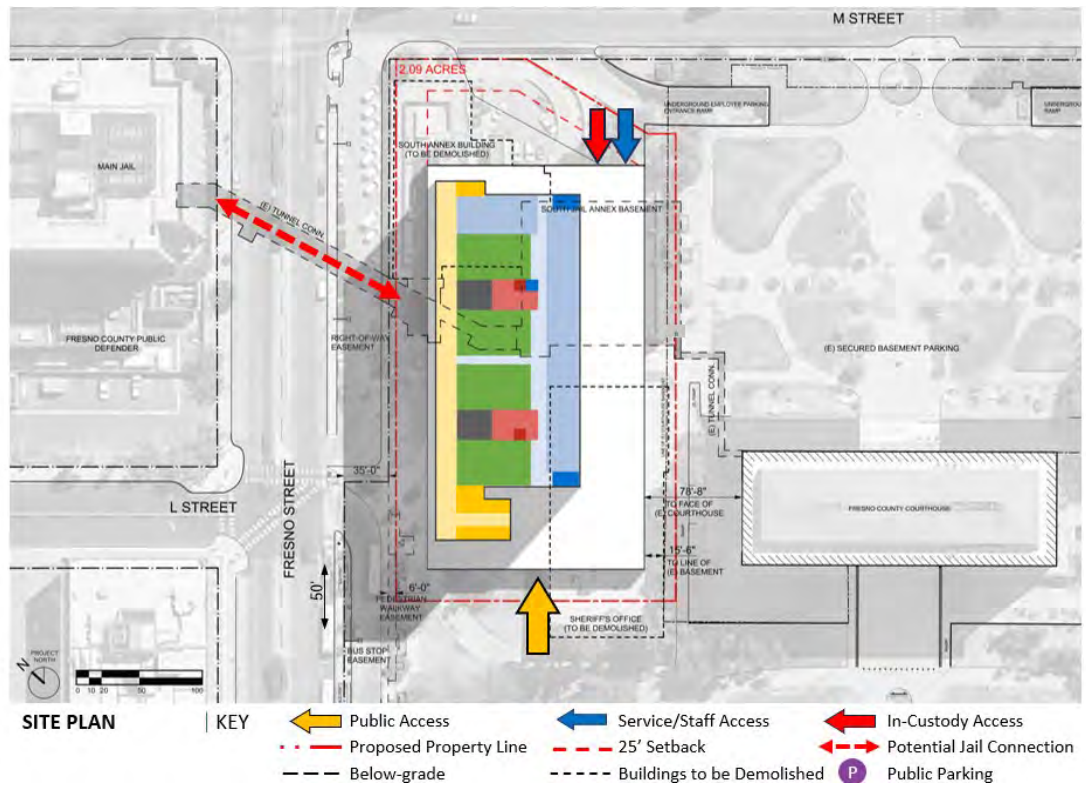 M STREET
2.09 ACRES
UNDERGROUND EMPLOYEE PARKING
ENTRANCE RAMP
RAMP
SOUTH ANNEX BUILDING
(TO BE DEMOLISHED)
MAIN JAIL
(E) TUNNEL CONN.
SOUTH JAIL ANNEX BASEMENT
FRESNO COUNTY PUBLIC
DEFENDER
RIGHT-OF-WAY
EASEMENT
(E) SECURED BASEMENT PARKING
(E) TUNNEL CONN.
35'-0"
L STREET
FRESNO STREET
78'-8"
TO FACE OF
(E) COURTHOUSE
FRESNO COUNTY COURTHOUSE
15'-6"
TO LINE OF
(E) BASEMENT
50'
6'-0"
PEDESTRIAN
WALKWAY
EASEMENT
SHERIFF'S OFFICE
(TO BE DEMOLISHED)
BUS STOP
EASEMENT
PROJECT
NORTH
N
0 10 20 50 100
SITE PLAN
KEY
Public Access
Service/Staff Access
In-Custody Access
Proposed Property Line
25' Setback
Potential Jail Connection
Below-grade
Buildings to be Demolished
P
Public Parking